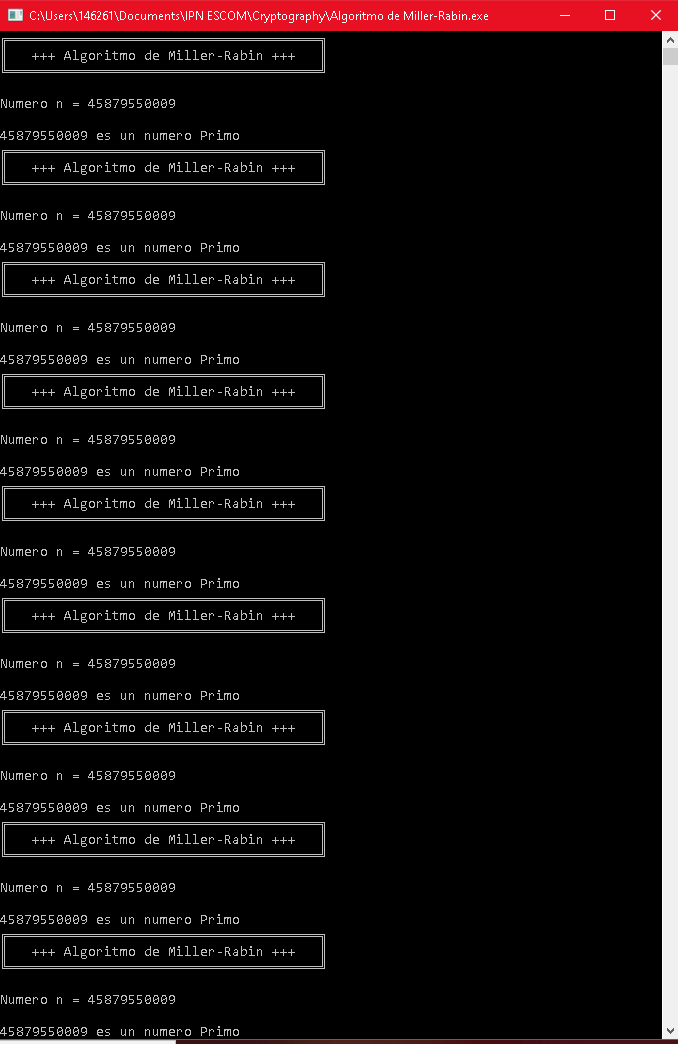 C:\Users\146261\Documents\IPN ESCOM\Cryptography\Algoritmo de Miller-Rabin.exe
+++ Algoritmo de Miller-Rabin +++
Numero n = 45879550009
45879550009 es un numero Primo
+++ Algoritmo de Miller-Rabin +++
Numero n = 45879550009
45879550009 es un numero Primo
+++ Algoritmo de Miller-Rabin +++
Numero n = 45879550009
45879550009 es un numero Primo
+++ Algoritmo de Miller-Rabin +++
Numero n = 45879550009
45879550009 es un numero Primo
+++ Algoritmo de Miller-Rabin +++
Numero n = 45879550009
45879550009 es un numero Primo
+++ Algoritmo de Miller-Rabin +++
Numero n = 45879550009
45879550009 es un numero Primo
+++ Algoritmo de Miller-Rabin +++
Numero n = 45879550009
45879550009 es un numero Primo
+++ Algoritmo de Miller-Rabin +++
Numero n = 45879550009
45879550009 es un numero Primo
+++ Algoritmo de Miller-Rabin +++
Numero n = 45879550009
45879550009 es un numero Primo